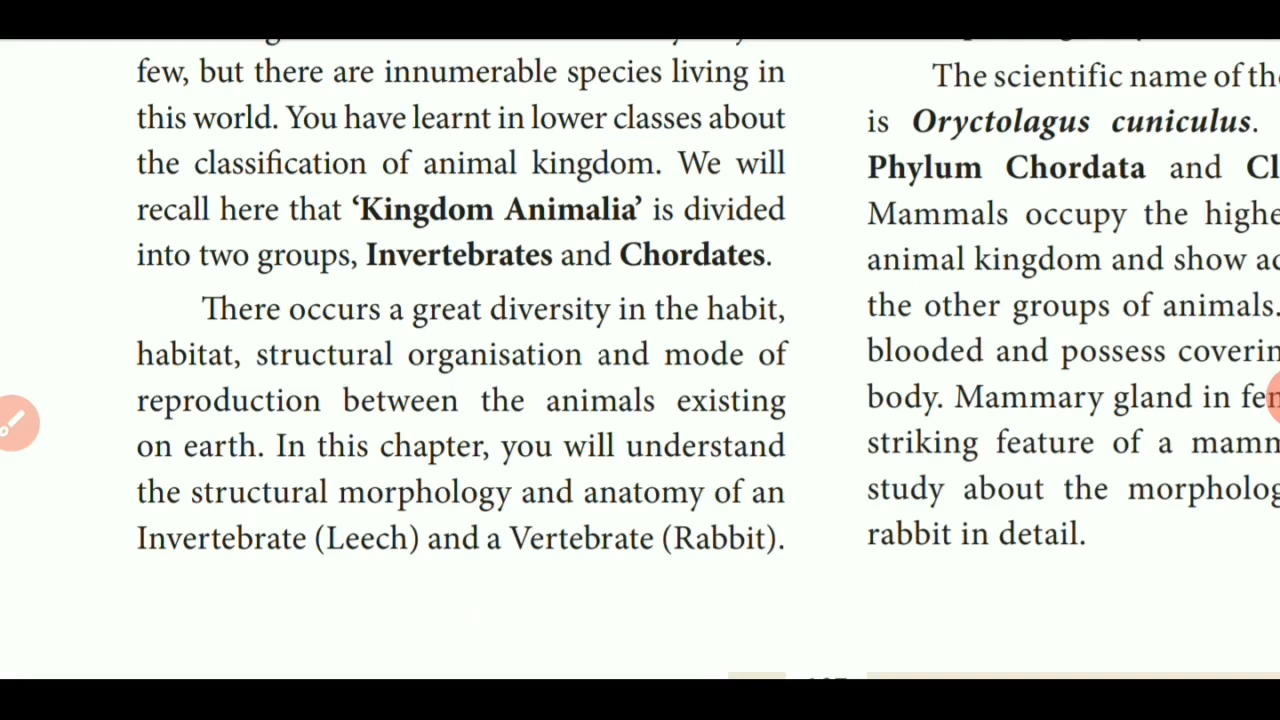 few, but there are innumerable species living in
this world. You have learnt in lower classes about
the classification of animal kingdom. We will
recall here that ‘Kingdom Animalia’ is divided
into two groups, Invertebrates and Chordates.
There occurs a great diversity in the habit,
habitat, structural organisation and mode of
reproduction between the animals existing
on earth. In this chapter, you will understand
the structural morphology and anatomy of an
Invertebrate (Leech) and a Vertebrate (Rabbit).
The scientific name of
is Oryctolagus cuniculus.
Phylum Chordata and
Mammals occupy the
animal kingdom and show
the other groups of animals.
blooded and possess
body. Mammary gland in
striking feature of a
study about the
rabbit in detail.